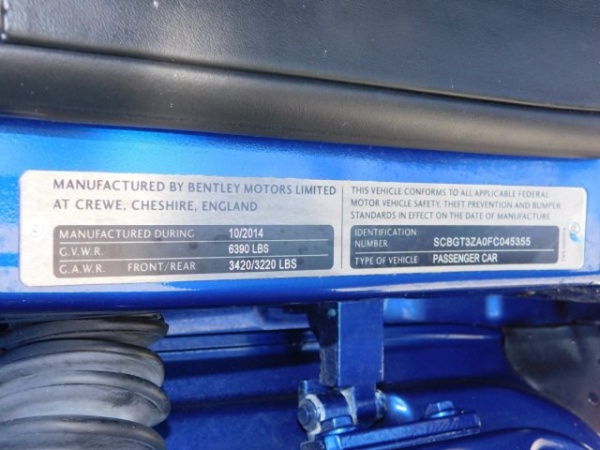 MANUFACTURED BY BENTLEY MOTORS LIMITED
AT CREWE, CHESHIRE, ENGLAND
MANUFACTURED DURING 10/2014
G.V.W.R. 6390 LBS
G.A.W.R. FRONT/REAR 3420/3220 LBS
THIS VEHICLE CONFORMS TO ALL APPLICABLE FEDERAL
MOTOR VEHICLE SAFETY, THEFT PREVENTION AND BUMPER
STANDARDS IN EFFECT ON THE DATE OF MANUFACTURE
IDENTIFICATION
NUMBER SCBGT3ZA0FC045355
TYPE OF VEHICLE PASSENGER CAR